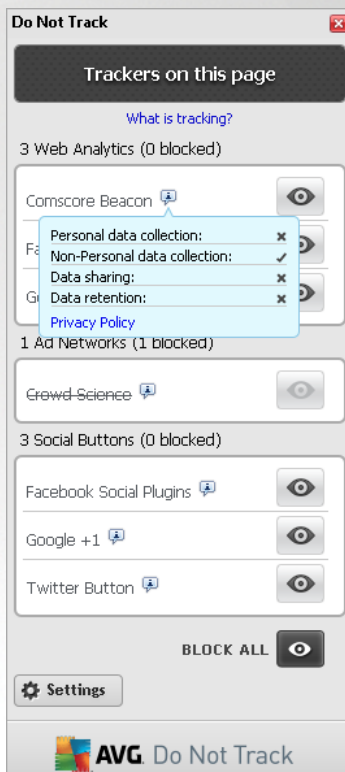 Do Not Track
Trackers on this page
What is tracking?
3 Web Analytics (0 blocked)
Comscore Beacon
Personal data collection:
Non-Personal data collection:
Data sharing:
Data retention:
Privacy Policy
Fa
G
1 Ad Networks (1 blocked)
Crowd Science
3 Social Buttons (0 blocked)
Facebook Social Plugins
Google +1
Twitter Button
BLOCK ALL
Settings
AVG. Do Not Track